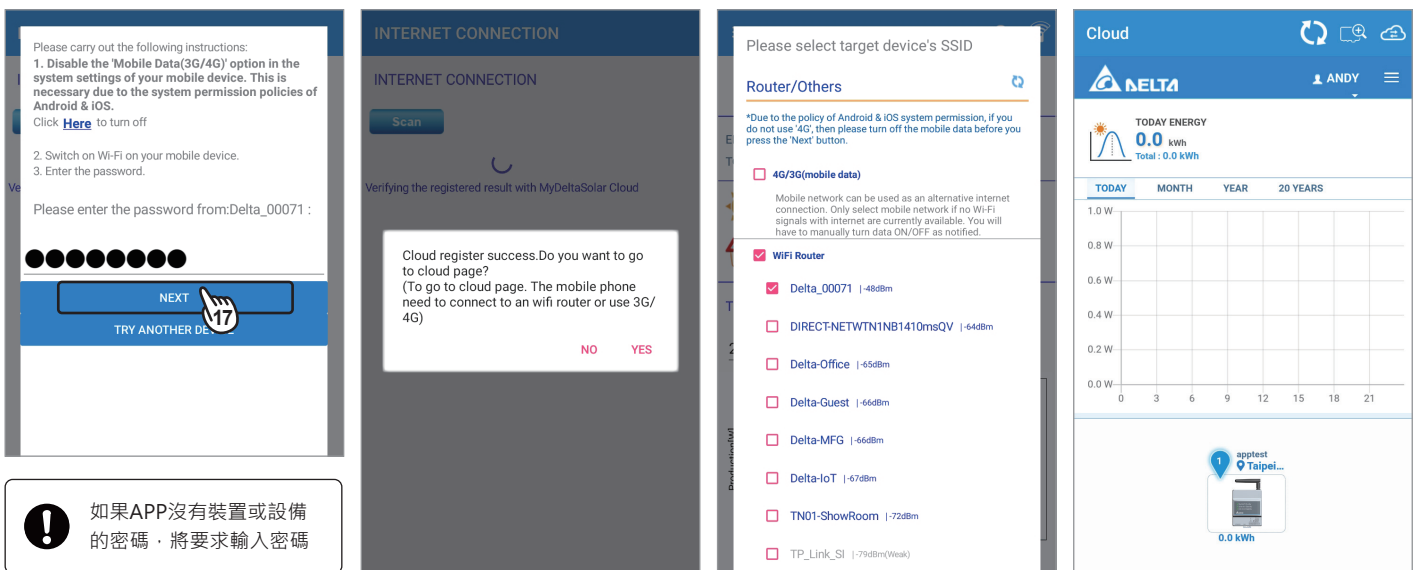 Please carry out the following instructions:
1. Disable the 'Mobile Data(3G/4G)' option in the
system settings of your mobile device. This is
necessary due to the system permission policies of
Android & iOS.
Click Here to turn off
2. Switch on Wi-Fi on your mobile device.
3. Enter the password.
Please enter the password from:Delta_00071 :
NEXT
17
TRY ANOTHER DE
如果APP沒有裝置或設備
的密碼，將要求輸入密碼
INTERNET CONNECTION
INTERNET CONNECTION
Scan
Verifying the registered result with MyDeltaSolar Cloud
Cloud register success.Do you want to go
to cloud page?
(To go to cloud page. The mobile phone
need to connect to an wifi router or use 3G/
4G)
NO YES
Please select target device's SSID
Router/Others
*Due to the policy of Android & iOS system permission, if you
do not use '4G', then please turn off the mobile data before you
press the 'Next' button.
4G/3G(mobile data)
Mobile network can be used as an alternative internet
connection. Only select mobile network if no Wi-Fi
signals with internet are currently available. You will
have to manually turn data ON/OFF as notified.
WiFi Router
Delta_00071 |-48dBm
DIRECT-NETWTN1NB1410msQV |-64dBm
Delta-Office |-65dBm
Delta-Guest |-66dBm
Delta-MFG |-66dBm
Delta-IoT |-67dBm
TN01-ShowRoom |-72dBm
TP_Link_SI |-79dBm(Weak)
Production[W]
Cloud
DELTA
ANDY
TODAY ENERGY
0.0 kWh
Total : 0.0 kWh
TODAY MONTH YEAR 20 YEARS
1.0 W
0.8 W
0.6 W
0.4 W
0.2 W
0.0 W
0 3 6 9 12 15 18 21
1
apptest
Taipei...
0.0 kWh